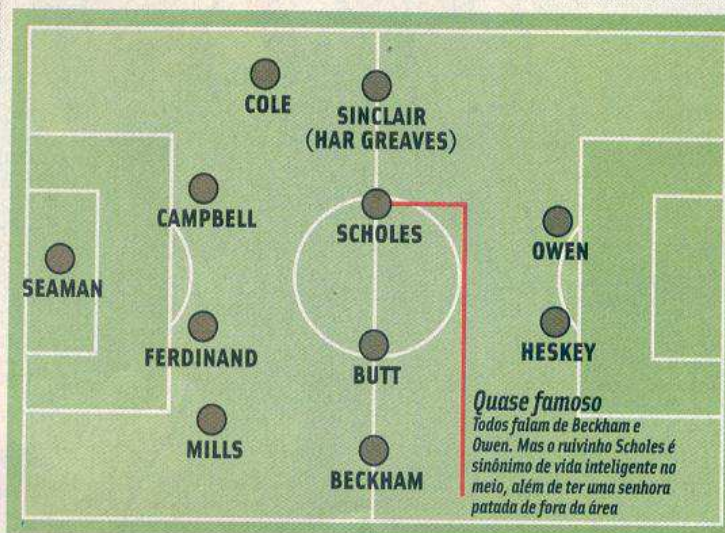 COLE
SINCLAIR
(HAR GREAVES)
CAMPBELL
SCHOLES
OWEN
SEAMAN
FERDINAND
BUTT
HESKEY
MILLS
BECKHAM
Quase famoso
Todos falam de Beckham e
Owen. Mas o ruivinho Scholes é
sinônimo de vida inteligente no
meio, além de ter uma senhora
patada de fora da área